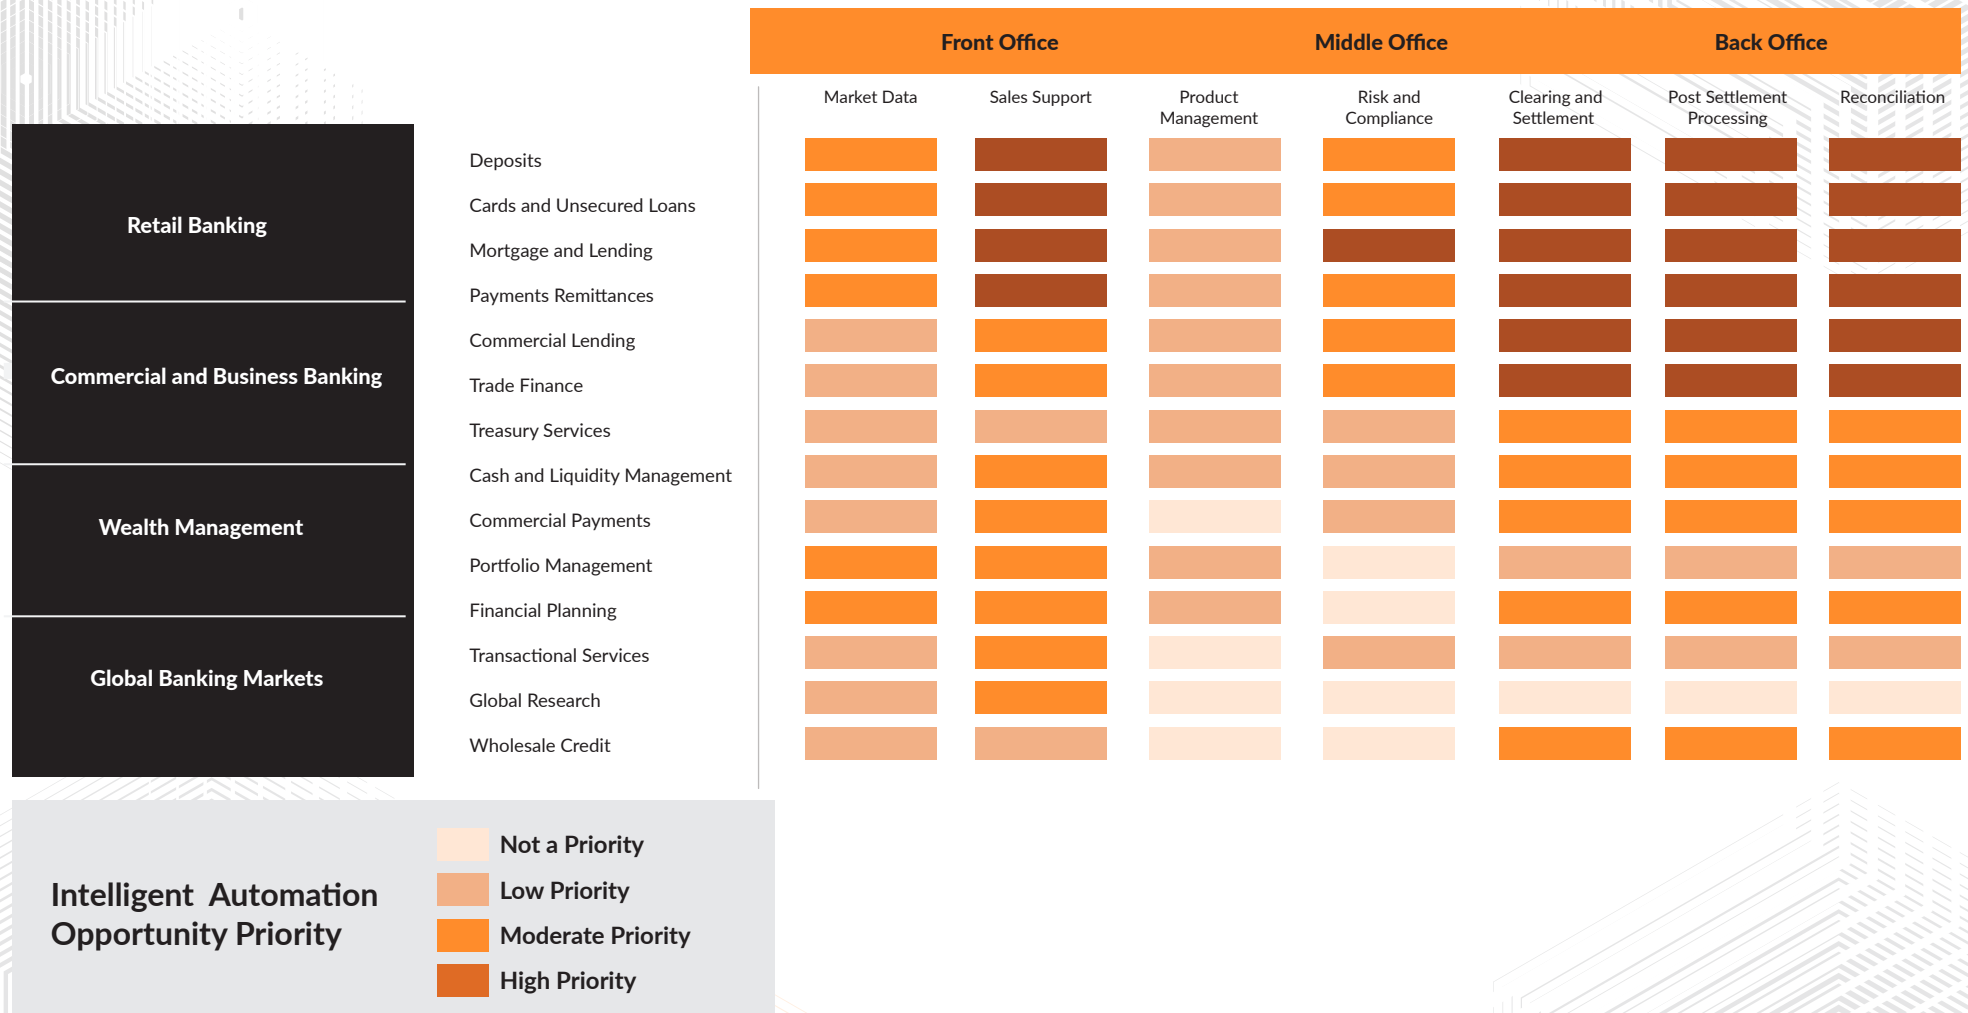 Front Office
Middle Office
Back Office
Market Data
Sales Support
Product
Management
Risk and
Compliance
Clearing and
Settlement
Post Settlement
Processing
Reconciliation
Retail Banking
Commercial and Business Banking
Wealth Management
Global Banking Markets
Deposits
Cards and Unsecured Loans
Mortgage and Lending
Payments Remittances
Commercial Lending
Trade Finance
Treasury Services
Cash and Liquidity Management
Commercial Payments
Portfolio Management
Financial Planning
Transactional Services
Global Research
Wholesale Credit
Intelligent Automation
Opportunity Priority
Not a Priority
Low Priority
Moderate Priority
High Priority